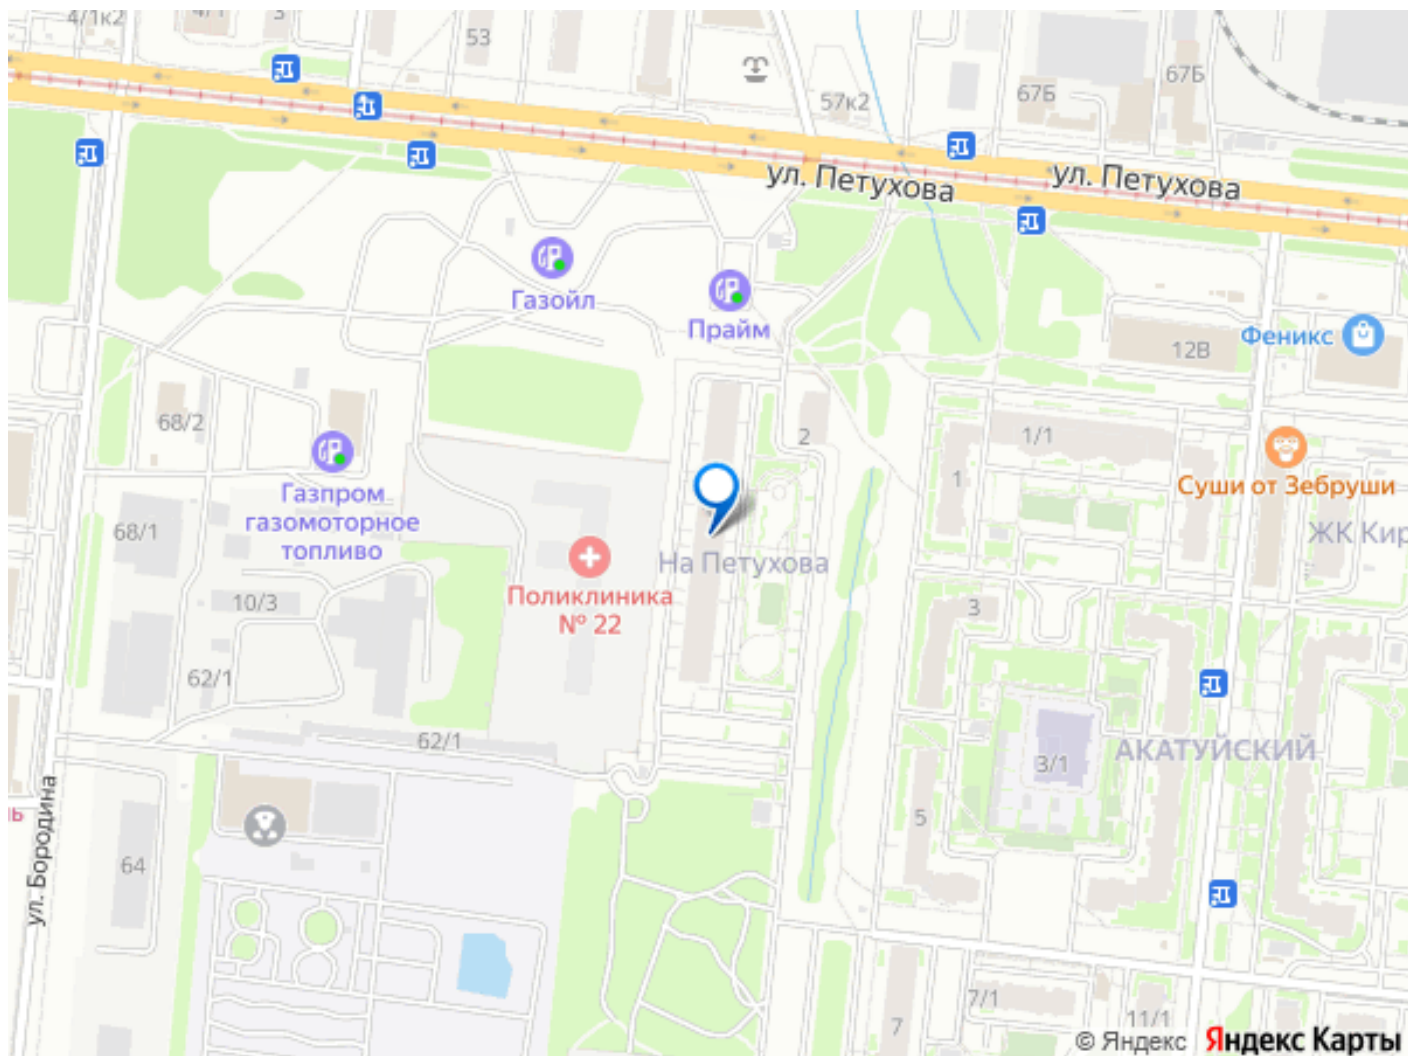 4/1к2
4/1
3
53
67Б
67Б
57к2
ул. Петухова
ул. Петухова
Газойл
Прайм
Феникс
12В
68/2
2
1/1
1
Суши от Зебруши
Газпром
газомоторное
топливо
68/1
ЖК Кир
На Петухова
Поликлиника
№ 22
10/3
3
62/1
62/1
АКАТУЙСКИЙ
3/1
ул. Бородина
ь
5
64
7/1
11/1
7
© Яндекс Яндекс Карты